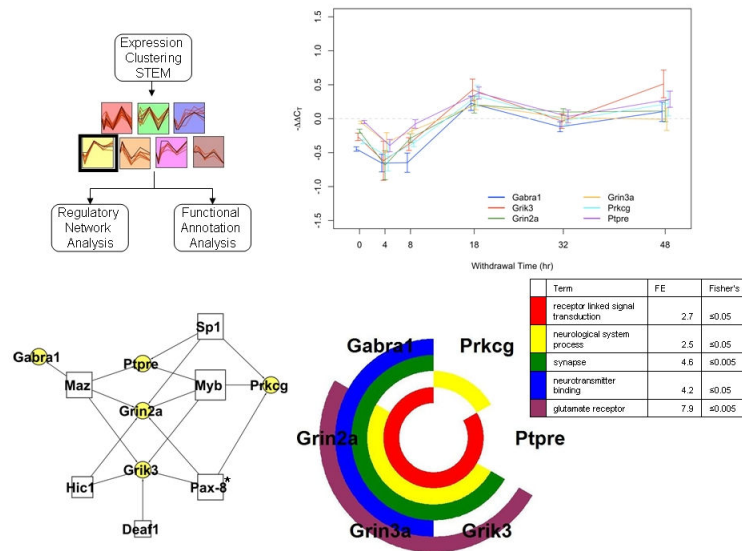 Expression
Clustering
STEM
Regulatory
Network
Analysis
Functional
Annotation
Analysis
-ΔΔCT
1.5
1.0
0.5
0.0
-0.5
-1.0
-1.5
Gabra1
Grik3
Grin2a
Grin3a
Prkcg
Ptpre
0 4 8 18 32 48
Withdrawal Time (hr)
Gabra1
Maz
Ptpre
Sp1
Myb
Prkcg
Grin2a
Grik3
Hic1
Pax-8*
Deaf1
Gabra1
Prkcg
Grin2a
Ptpre
Grin3a
Grik3
Term FE Fisher's
receptor linked signal
transduction 2.7 ≤0.05
neurological system
process 2.5 ≤0.05
synapse 4.6 ≤0.005
neurotransmitter
binding 4.2 ≤0.05
glutamate receptor 7.9 ≤0.005